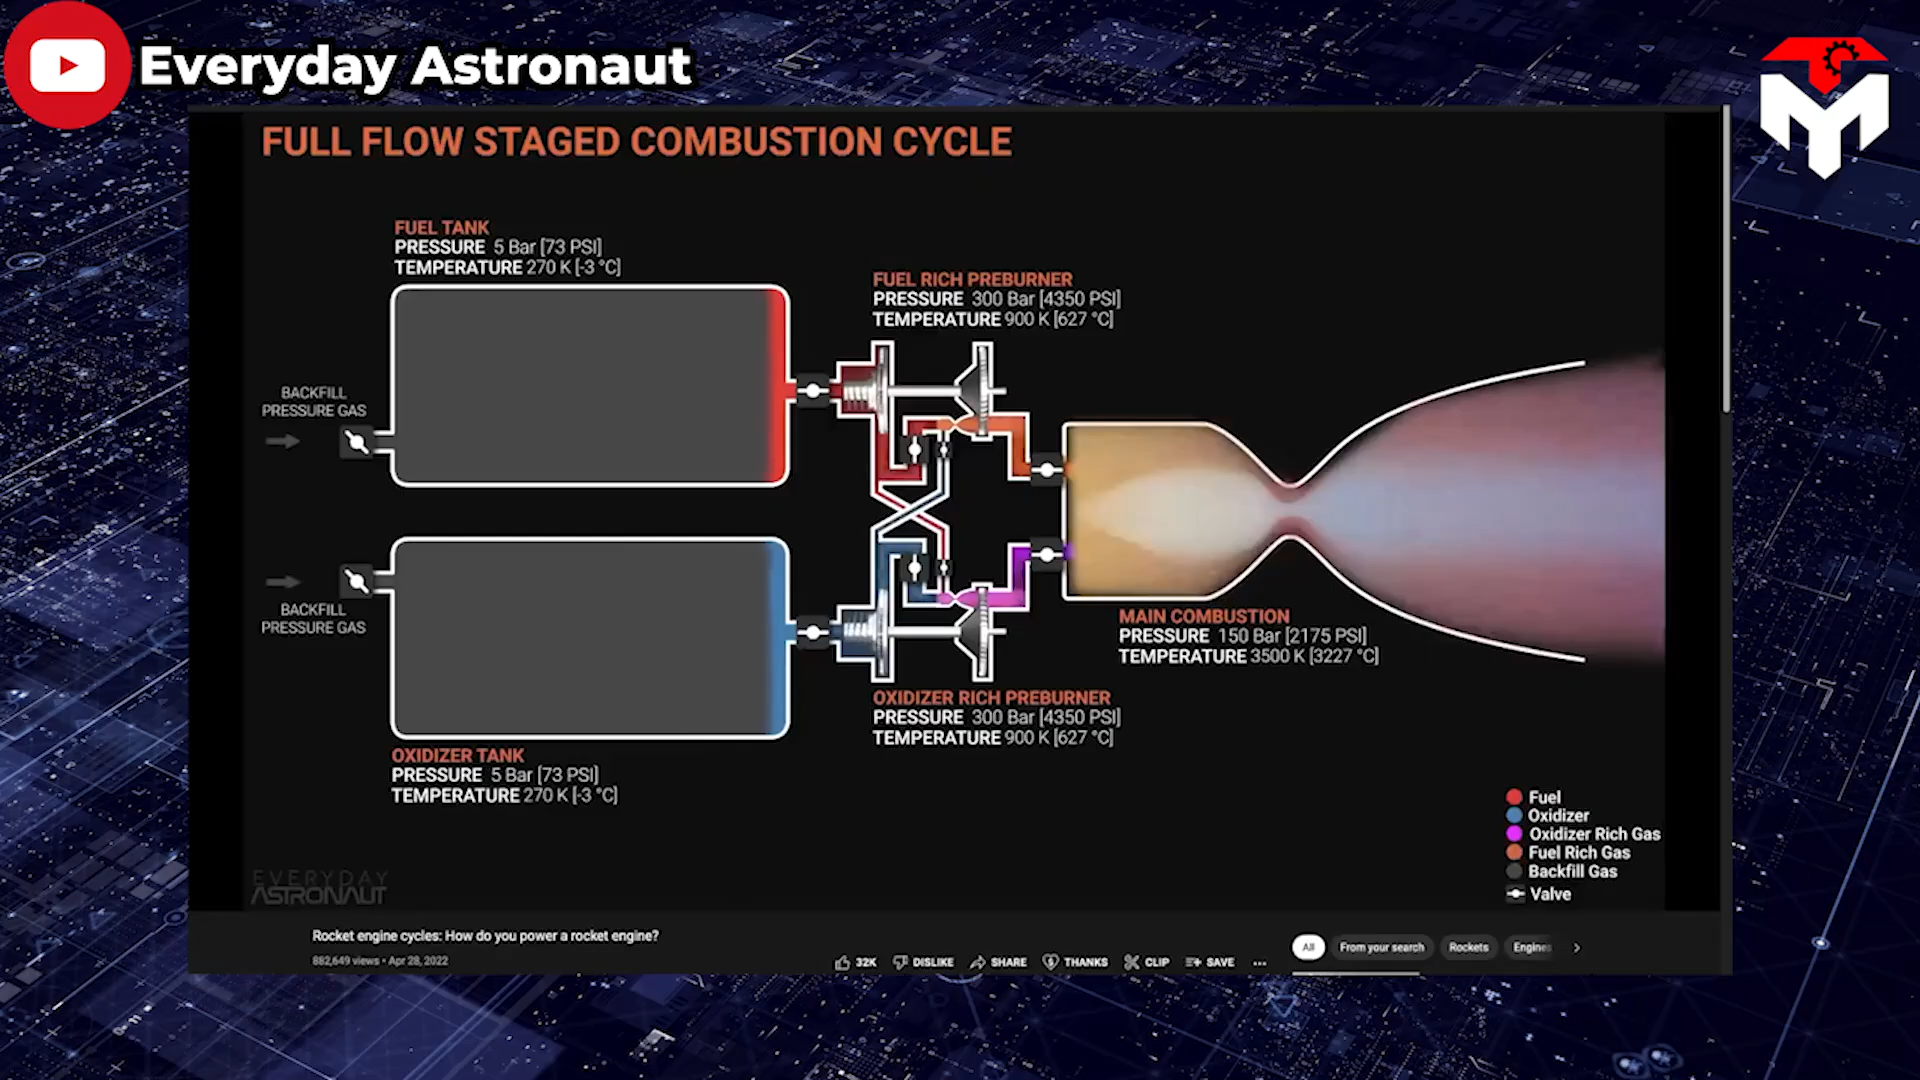 Everyday Astronaut
FULL FLOW STAGED COMBUSTION CYCLE
FUEL TANK
PRESSURE 5 Bar [73 PSI]
TEMPERATURE 270 K [-3 °C]
FUEL RICH PREBURNER
PRESSURE 300 Bar [4350 PSI]
TEMPERATURE 900 K [627 °C]
BACKFILL
PRESSURE GAS
BACKFILL
PRESSURE GAS
MAIN COMBUSTION
PRESSURE 150 Bar [2175 PSI]
TEMPERATURE 3500 K [3227 °C]
OXIDIZER RICH PREBURNER
PRESSURE 300 Bar [4350 PSI]
TEMPERATURE 900 K [627 °C]
OXIDIZER TANK
PRESSURE 5 Bar [73 PSI]
TEMPERATURE 270 K [-3 °C]
Fuel
Oxidizer
Oxidizer Rich Gas
Fuel Rich Gas
Backfill Gas
Valve
EVERYDAY
ASTRONAUT
Rocket engine cycles: How do you power a rocket engine?
882,649 views • Apr 28, 2022
32K DISLIKE SHARE THANKS CLIP SAVE ...
All From your search Rockets Engines